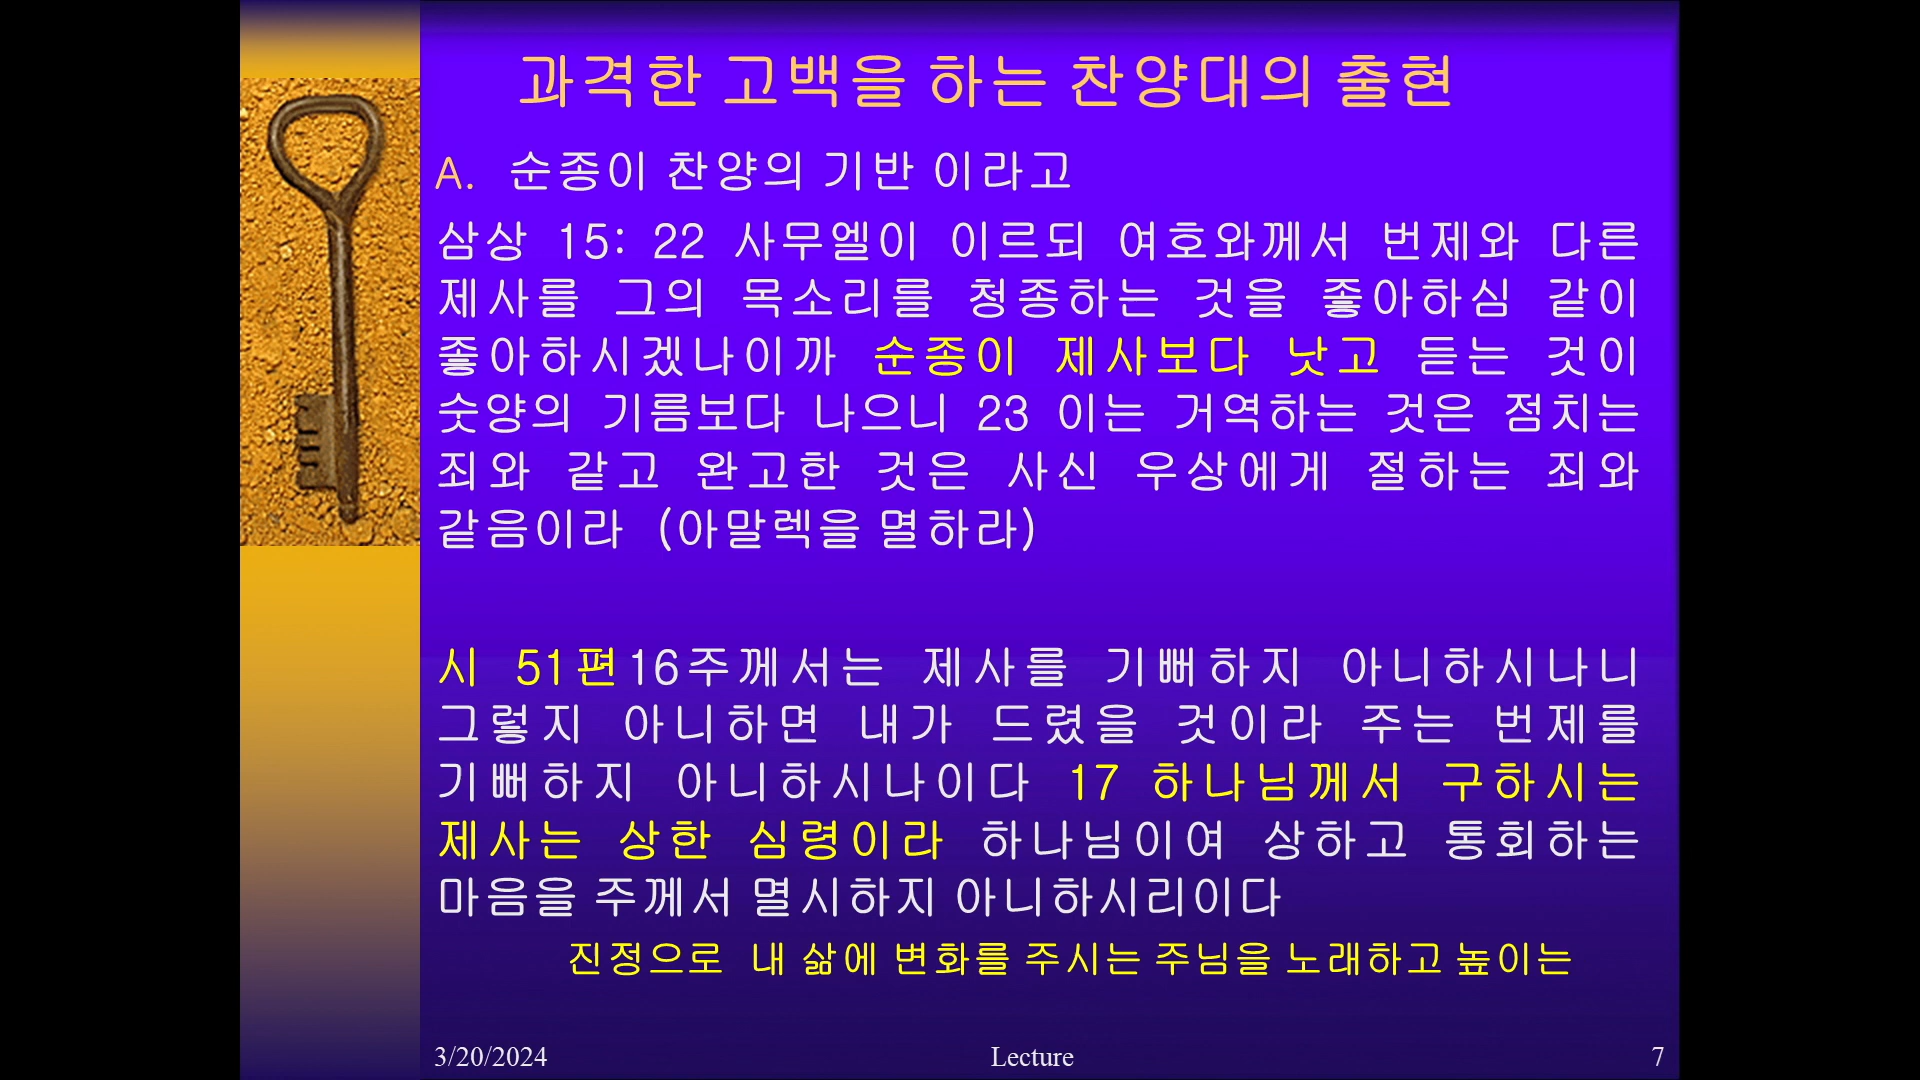 과격한 고백을 하는 찬양대의 출현
A. 순종이 찬양의 기반 이라고
삼상 15: 22 사무엘이 이르되 여호와께서 번제와 다른
제사를 그의 목소리를 청종하는 것을 좋아하심 같이
좋아하시겠나이까 순종이 제사보다 낫고 듣는 것이
숫양의 기름보다 나으니 23 이는 거역하는 것은 점치는
죄와 같고 완고한 것은 사신 우상에게 절하는 죄와
같음이라 (아말렉을 멸하라)
시 51편16주께서는 제사를 기뻐하지 아니하시나니
그렇지 아니하면 내가 드렸을 것이라 주는 번제를
기뻐하지 아니하시나이다 17 하나님께서 구하시는
제사는 상한 심령이라 하나님이여 상하고 통회하는
마음을 주께서 멸시하지 아니하시리이다
진정으로 내 삶에 변화를 주시는 주님을 노래하고 높이는
3/20/2024 Lecture 7